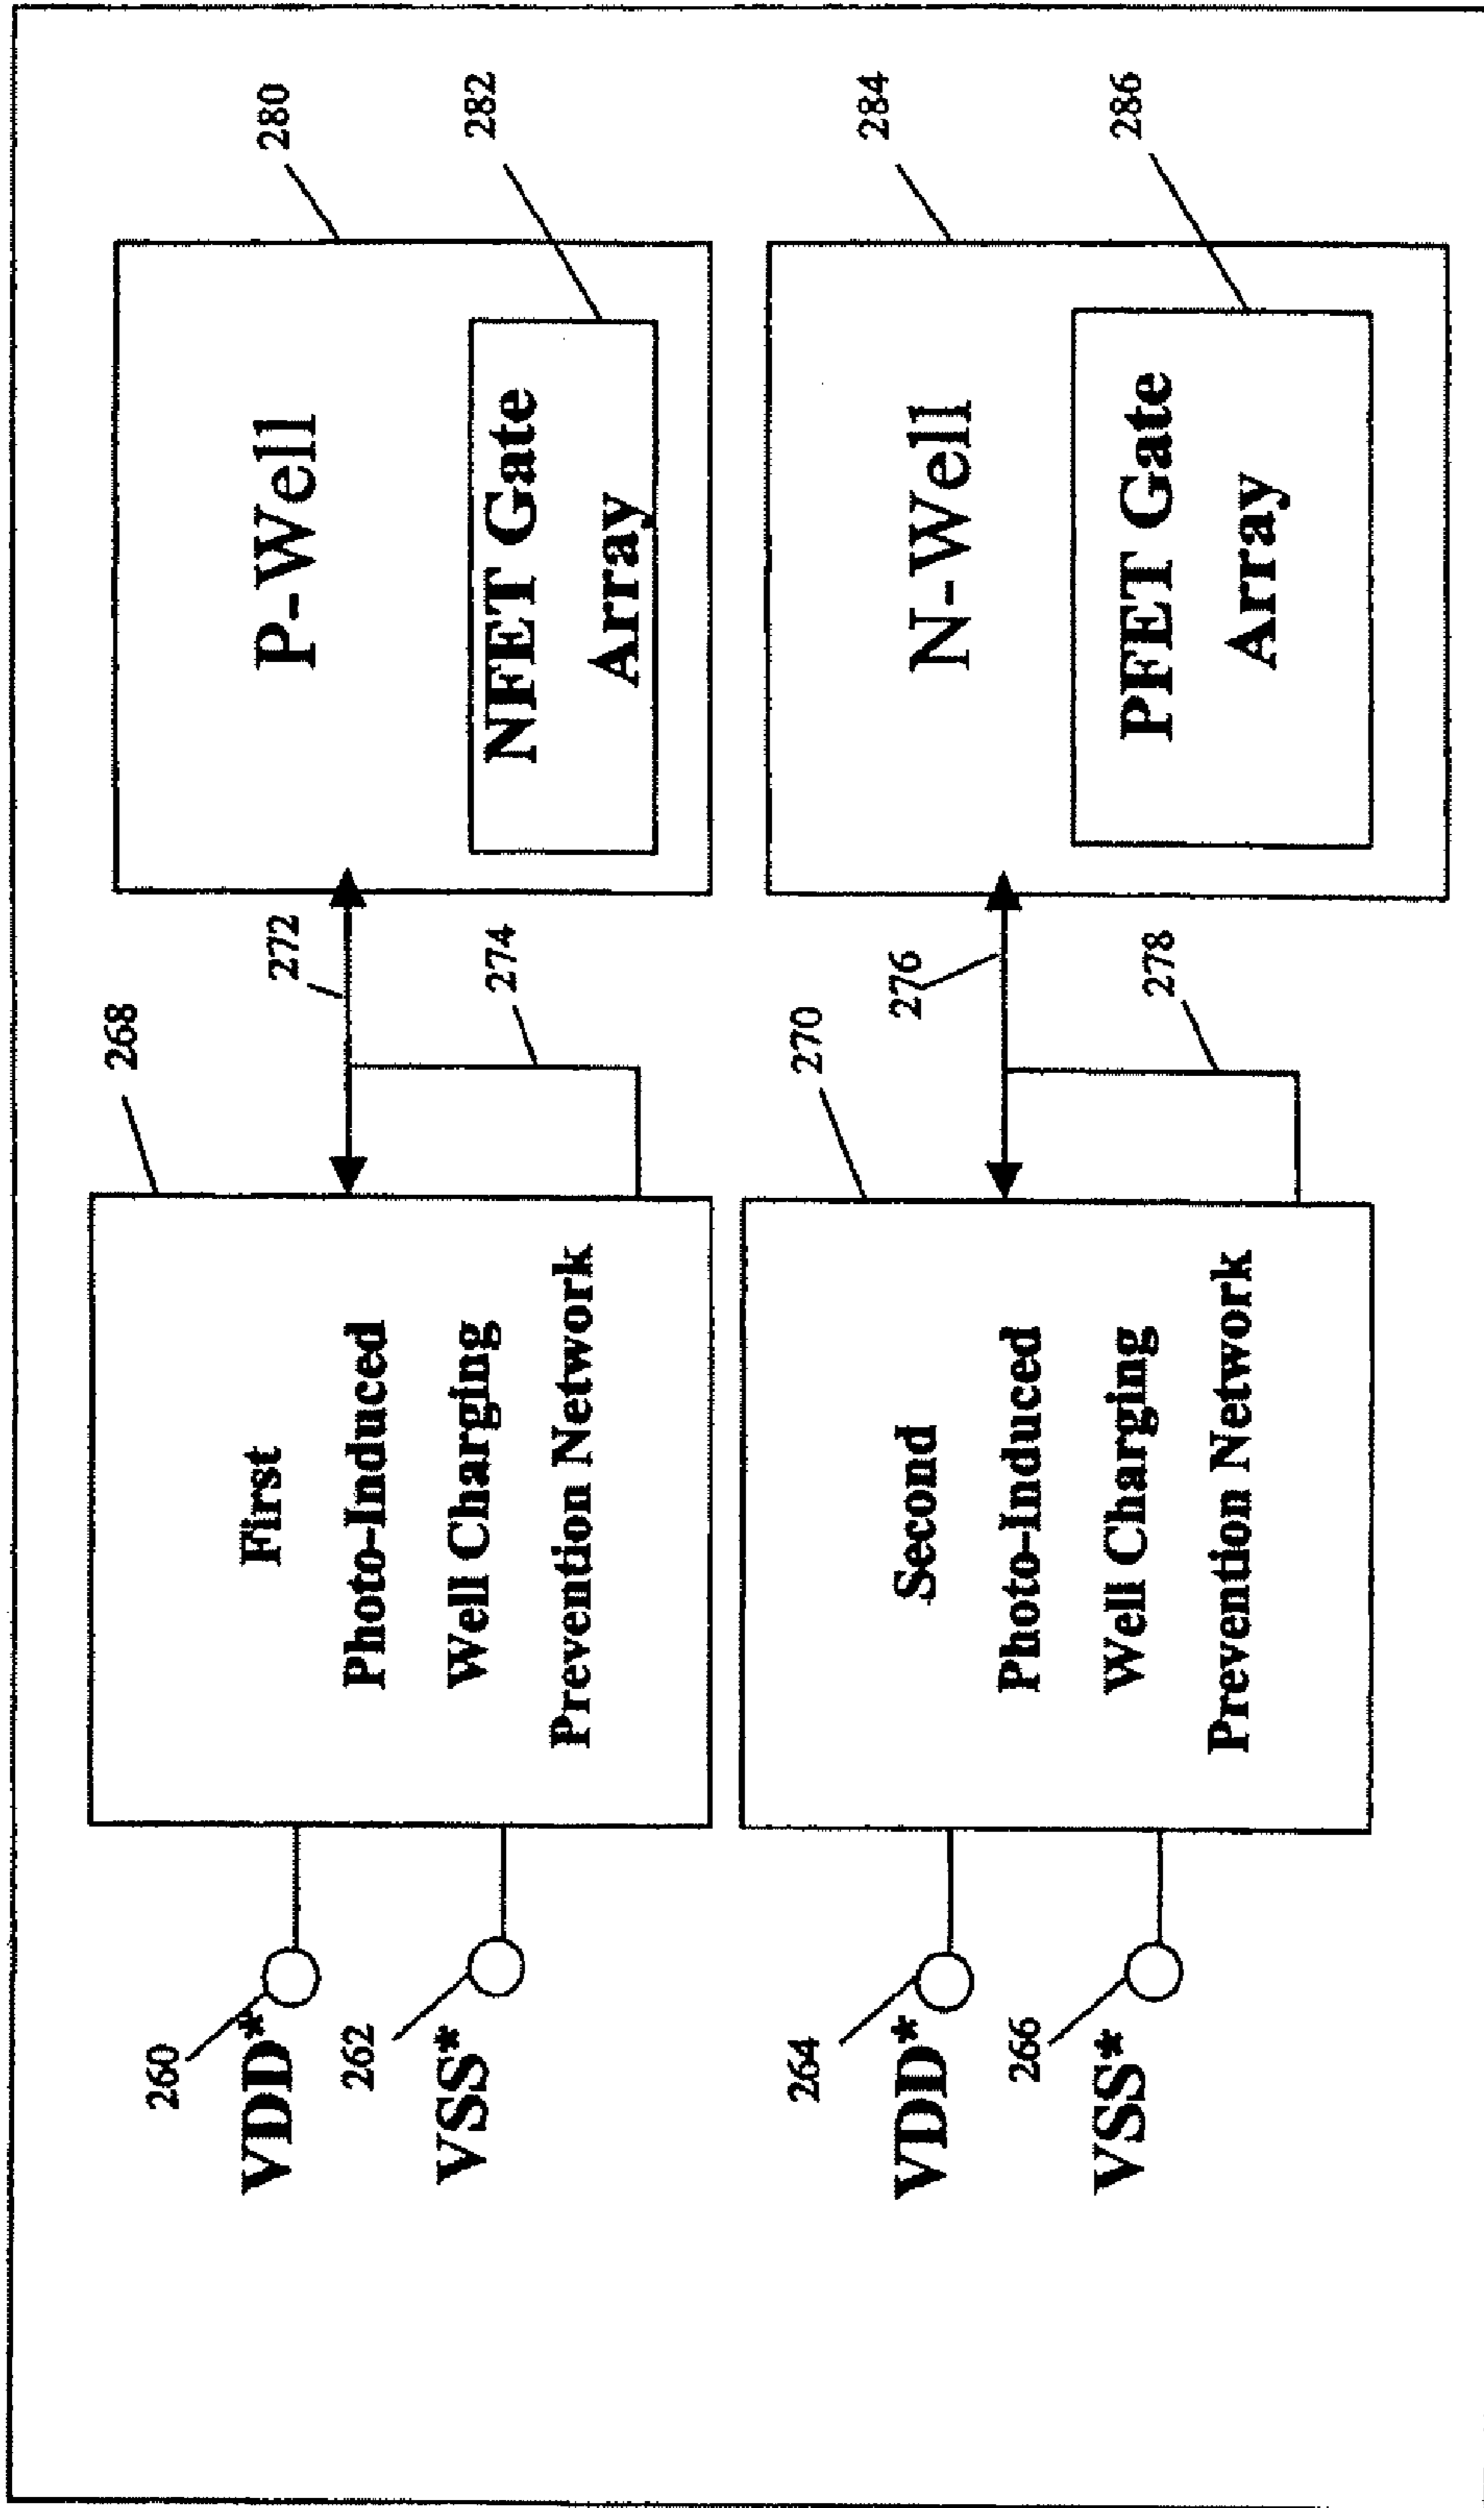 268
First
Photo-Induced
Well Charging
Prevention Network
260
VDD*
262
VSS*
272
274
280
P-Well
282
NFET Gate
Array
270
Second
Photo-Induced
Well Charging
Prevention Network
264
VDD*
266
VSS*
276
278
284
N-Well
286
PFET Gate
Array